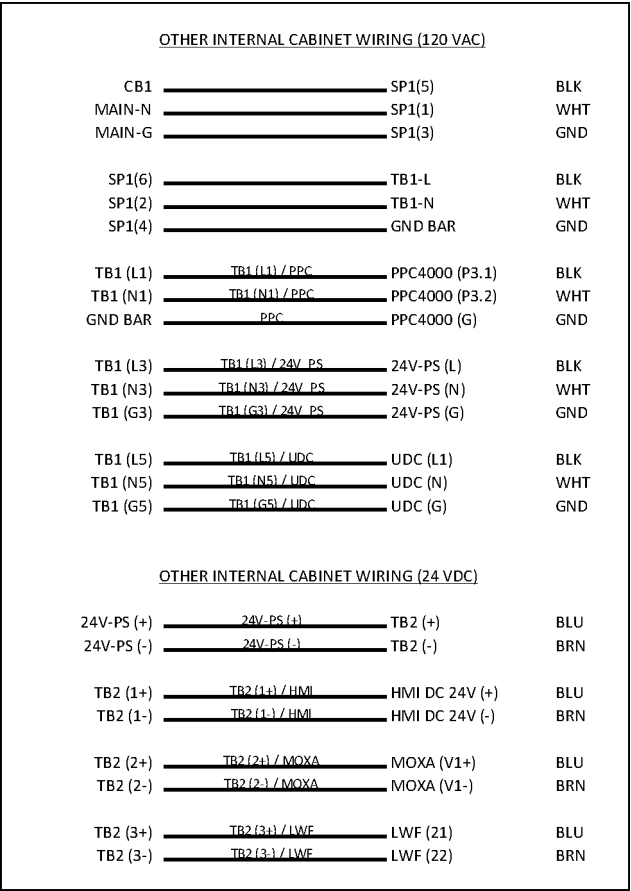 OTHER INTERNAL CABINET WIRING (120 VAC)
CB1 SP1(5) BLK
MAIN-N SP1(1) WHT
MAIN-G SP1(3) GND
SP1(6) TB1-L BLK
SP1(2) TB1-N WHT
SP1(4) GND BAR GND
TB1 (L1) TB1 (L1) / PPC PPC4000 (P3.1) BLK
TB1 (N1) TB1 (N1) / PPC PPC4000 (P3.2) WHT
GND BAR PPC PPC4000 (G) GND
TB1 (L3) TB1 (L3) / 24V_PS 24V-PS (L) BLK
TB1 (N3) TB1 (N3) / 24V_PS 24V-PS (N) WHT
TB1 (G3) TB1 (G3) / 24V_PS 24V-PS (G) GND
TB1 (L5) TB1 (L5) / UDC UDC (L1) BLK
TB1 (N5) TB1 (N5) / UDC UDC (N) WHT
TB1 (G5) TB1 (G5) / UDC UDC (G) GND
OTHER INTERNAL CABINET WIRING (24 VDC)
24V-PS (+) 24V-PS (+) TB2 (+) BLU
24V-PS (-) 24V-PS (-) TB2 (-) BRN
TB2 (1+) TB2 (1+) / HMI HMI DC 24V (+) BLU
TB2 (1-) TB2 (1-) / HMI HMI DC 24V (-) BRN
TB2 (2+) TB2 (2+) / MOXA MOXA (V1+) BLU
TB2 (2-) TB2 (2-) / MOXA MOXA (V1-) BRN
TB2 (3+) TB2 (3+) / LWF LWF (21) BLU
TB2 (3-) TB2 (3-) / LWF LWF (22) BRN